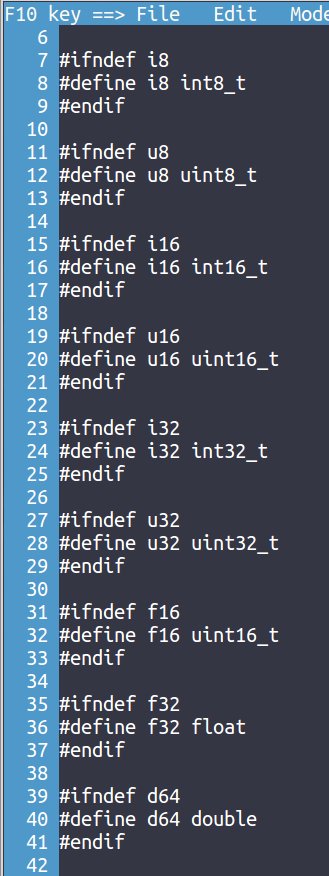 F10 key ==> File Edit Mode
6
7 #ifndef i8
8 #define i8 int8_t
9 #endif
10
11 #ifndef u8
12 #define u8 uint8_t
13 #endif
14
15 #ifndef i16
16 #define i16 int16_t
17 #endif
18
19 #ifndef u16
20 #define u16 uint16_t
21 #endif
22
23 #ifndef i32
24 #define i32 int32_t
25 #endif
26
27 #ifndef u32
28 #define u32 uint32_t
29 #endif
30
31 #ifndef f16
32 #define f16 uint16_t
33 #endif
34
35 #ifndef f32
36 #define f32 float
37 #endif
38
39 #ifndef d64
40 #define d64 double
41 #endif
42